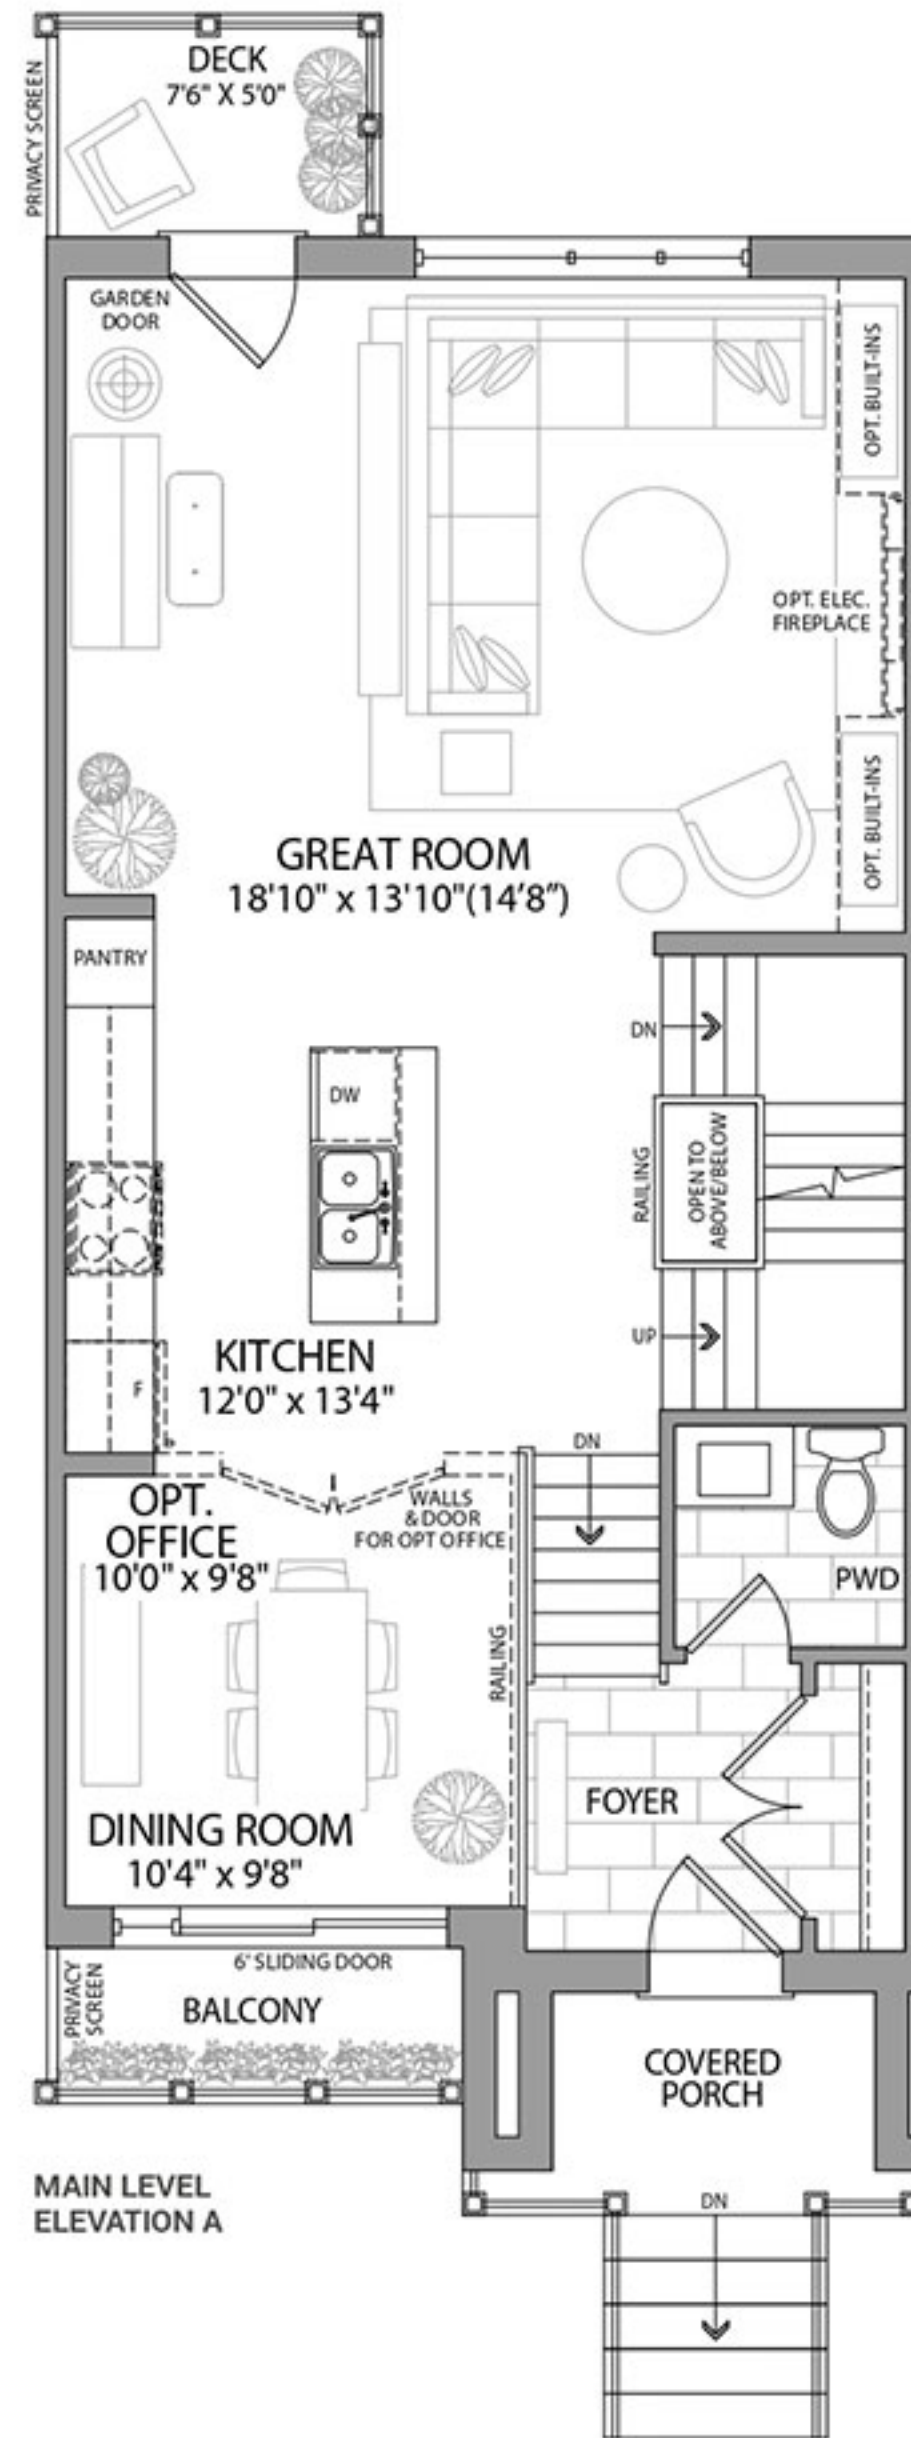 DECK
7'6" X 5'0"
PRIVACY SCREEN
GARDEN
DOOR
OPT. BUILT-INS
OPT. ELEC.
FIREPLACE
OPT. BUILT-INS
GREAT ROOM
18'10" x 13'10"(14'8")
PANTRY
DN
DW
RAILING
OPEN TO
ABOVE/BELOW
UP
F
KITCHEN
12'0" x 13'4"
DN
OPT.
OFFICE
10'0" x 9'8"
WALLS
& DOOR
FOR OPT OFFICE
PWD
RAILING
FOYER
DINING ROOM
10'4" x 9'8"
6' SLIDING DOOR
PRIVACY
SCREEN
BALCONY
COVERED
PORCH
DN
MAIN LEVEL
ELEVATION A